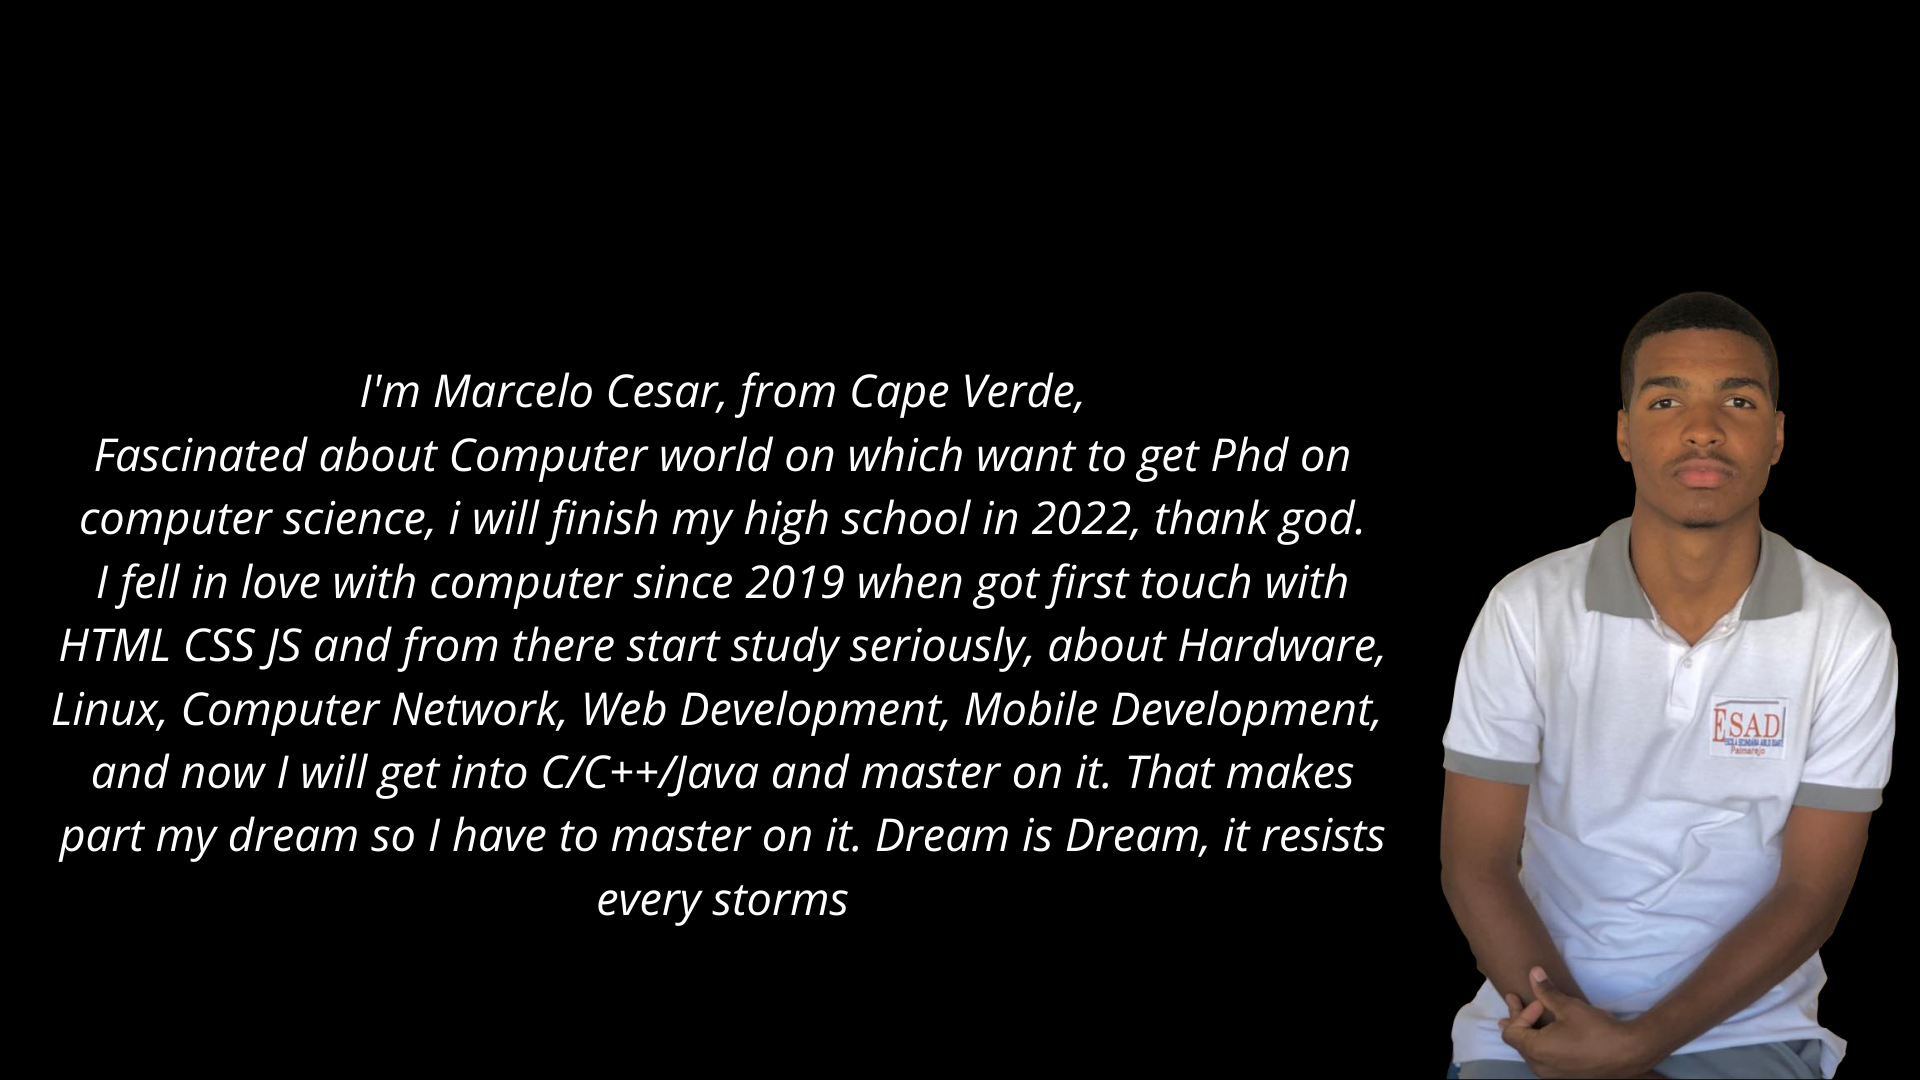 I'm Marcelo Cesar, from Cape Verde,
Fascinated about Computer world on which want to get Phd on
computer science, i will finish my high school in 2022, thank god.
I fell in love with computer since 2019 when got first touch with
HTML CSS JS and from there start study seriously, about Hardware,
Linux, Computer Network, Web Development, Mobile Development,
and now I will get into C/C++/Java and master on it. That makes
part my dream so I have to master on it. Dream is Dream, it resists
every storms
ESAD
Palmarejo